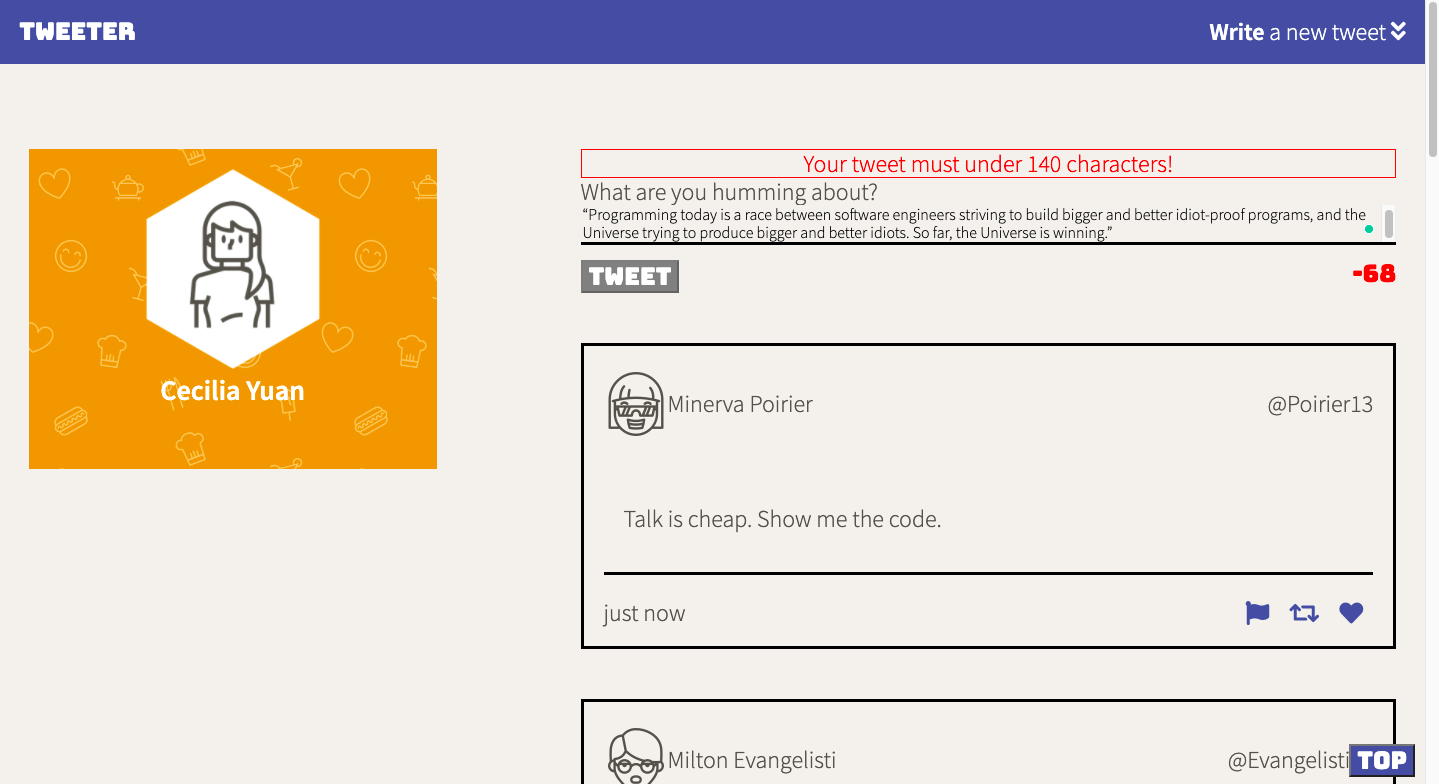 TWEETER
Write a new tweet
Cecilia Yuan
Your tweet must under 140 characters!
What are you humming about?
“Programming today is a race between software engineers striving to build bigger and better idiot-proof programs, and the
Universe trying to produce bigger and better idiots. So far, the Universe is winning.”
TWEET
-68
Minerva Poirier
@Poirier13
Talk is cheap. Show me the code.
just now
Milton Evangelisti
@Evangelisti
TOP